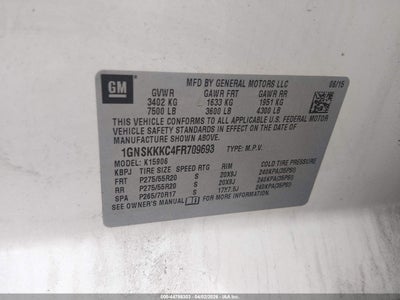 GM
MFD BY GENERAL MOTORS LLC 06/15
GVWR GAWR FRT GAWR RR
3402 KG 1633 KG 1951 KG
7500 LB 3600 LB 4300 LB
THIS VEHICLE CONFORMS TO ALL APPLICABLE U.S. FEDERAL MOTOR
VEHICLE SAFETY AND THEFT PREVENTION STANDARDS IN EFFECT ON THE DATE OF
MANUFACTURE SHOWN ABOVE.
1GNSKKKC4FR709693 TYPE: M.P.V.
MODEL: K15906
KBPJ TIRE SIZE SPEED RTG RIM
FRT P275/55R20 S 20X9J 240KPA(35PSI)
RR P275/55R20 S 20X9J 240KPA(35PSI)
SPA P265/70R17 S 17X7.5J 240KPA(35PSI)
SEE OWNER'S MANUAL FOR MORE INFORMATION.